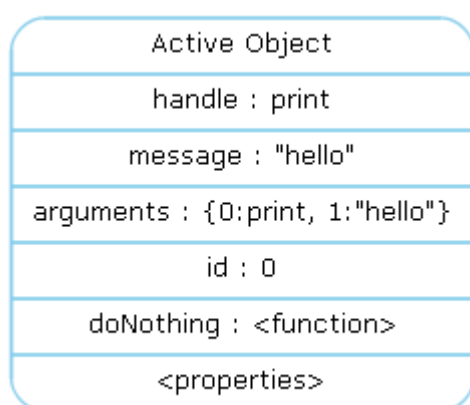 Active Object
handle : print
message : "hello"
arguments : {0:print, 1:"hello"}
id : 0
doNothing : <function>
<properties>